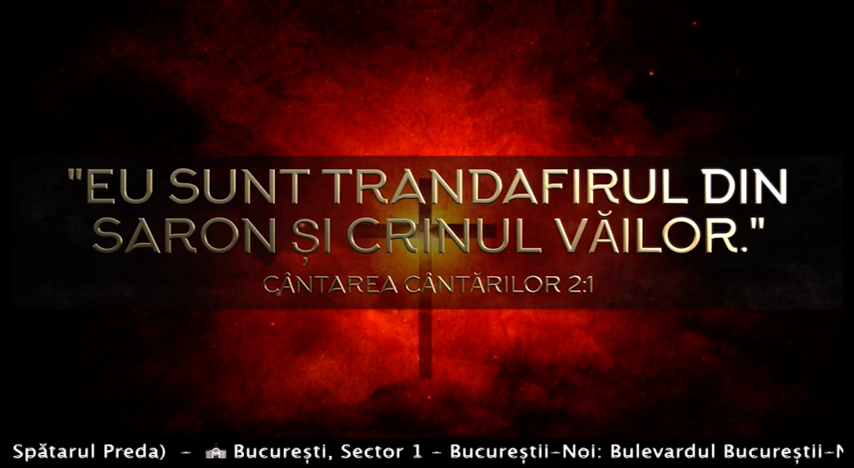 "EU SUNT TRANDAFIRUL DIN
SARON ȘI CRINUL VĂILOR."
CÂNTAREA CÂNTĂRILOR 2:1
Spătarul Preda) - București, Sector 1 - Bucureștii-Noi: Bulevardul Bucureștii-N